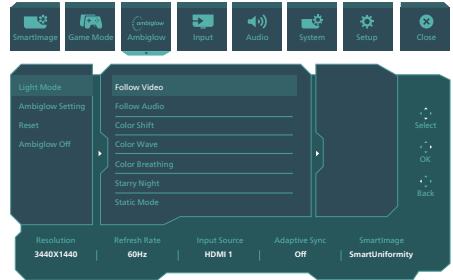 ambiglow
SmartImage Game Mode Ambiglow Input Audio System Setup Close
Light Mode
Ambiglow Setting
Reset
Ambiglow Off
Follow Video
Follow Audio
Color Shift
Color Wave
Color Breathing
Starry Night
Static Mode
Select
OK
Back
Resolution Refresh Rate Input Source Adaptive Sync SmartImage
3440X1440 60Hz HDMI 1 Off SmartUniformity